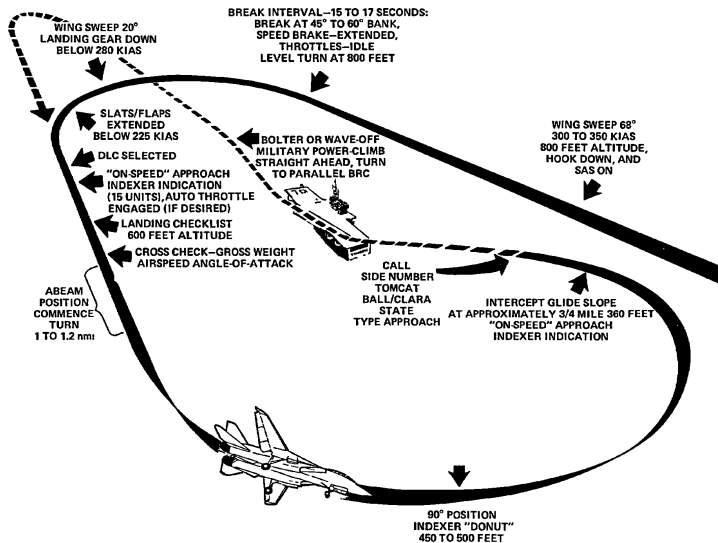 BREAK INTERVAL–15 TO 17 SECONDS:
BREAK AT 45° TO 60° BANK,
SPEED BRAKE–EXTENDED,
THROTTLES–IDLE
LEVEL TURN AT 800 FEET
WING SWEEP 20°
LANDING GEAR DOWN
BELOW 280 KIAS
SLATS/FLAPS
EXTENDED
BELOW 225 KIAS
WING SWEEP 68°
300 TO 350 KIAS
800 FEET ALTITUDE,
HOOK DOWN, AND
SAS ON
BOLTER OR WAVE-OFF
MILITARY POWER-CLIMB
STRAIGHT AHEAD, TURN
TO PARALLEL BRC
DLC SELECTED
"ON-SPEED" APPROACH
INDEXER INDICATION
(15 UNITS), AUTO THROTTLE
ENGAGED (IF DESIRED)
LANDING CHECKLIST
600 FEET ALTITUDE
CROSS CHECK–GROSS WEIGHT
AIRSPEED ANGLE-OF-ATTACK
ABEAM
POSITION
COMMENCE
TURN
1 TO 1.2 nmi
CALL
SIDE NUMBER
TOMCAT
BALL/CLARA
STATE
TYPE APPROACH
INTERCEPT GLIDE SLOPE
AT APPROXIMATELY 3/4 MILE 360 FEET
"ON-SPEED" APPROACH
INDEXER INDICATION
90° POSITION
INDEXER "DONUT"
450 TO 500 FEET